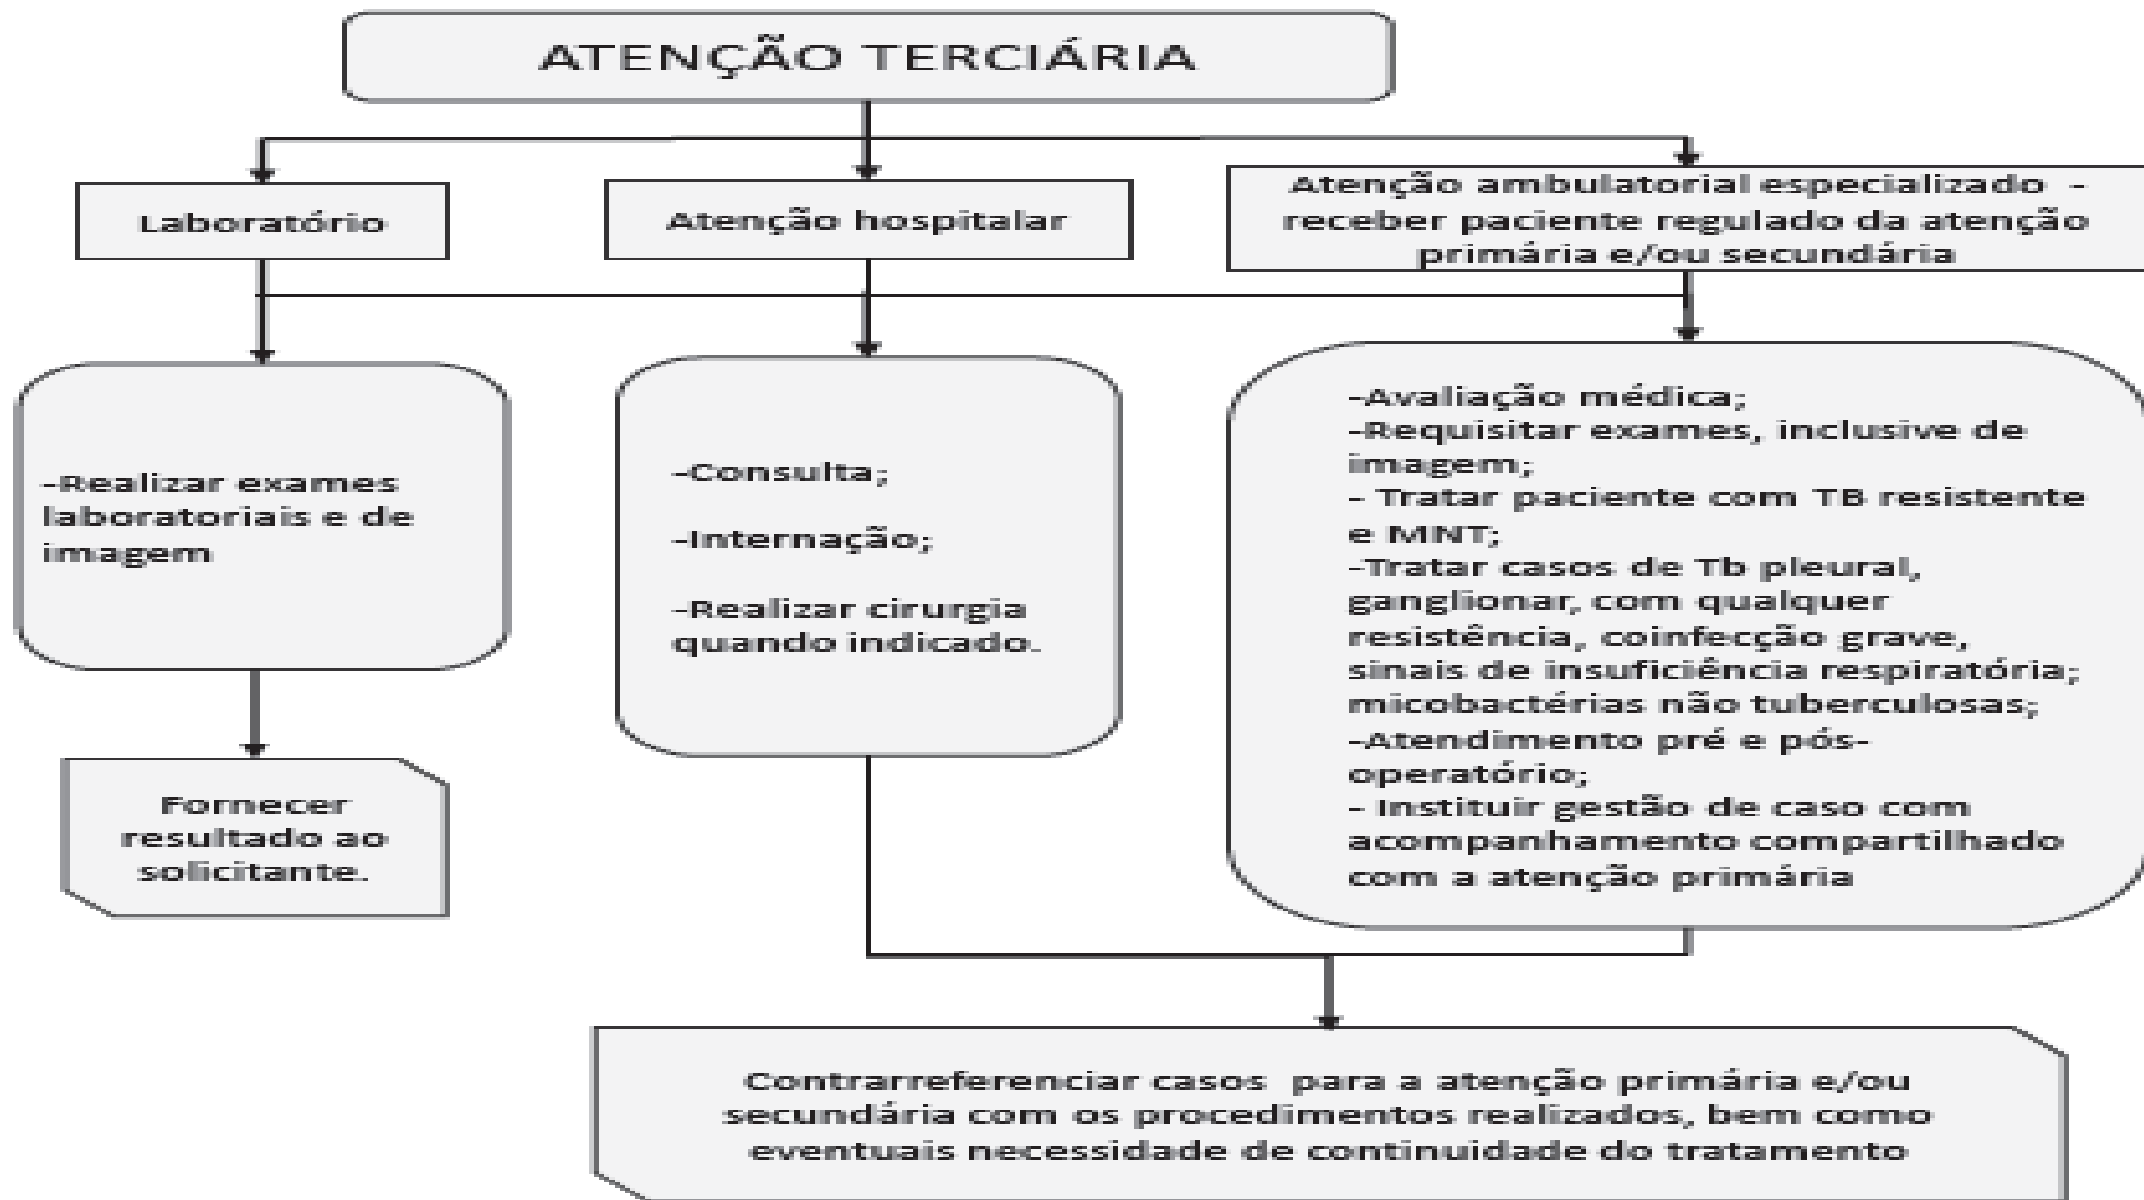 ATENÇÃO TERCIÁRIA
Laboratório
Atenção hospitalar
Atenção ambulatorial especializado -
receber paciente regulado da atenção
primária e/ou secundária
-Realizar exames
laboratoriais e de
imagem
-Consulta;
-Internação;
-Realizar cirurgia
quando indicado.
-Avaliação médica;
-Requisitar exames, inclusive de
imagem;
- Tratar paciente com TB resistente
e MNT;
-Tratar casos de Tb pleural,
ganglionar, com qualquer
resistência, coinfecção grave,
sinais de insuficiência respiratória;
micobactérias não tuberculosas;
-Atendimento pré e pós-
operatório;
- Instituir gestão de caso com
acompanhamento compartilhado
com a atenção primária
Fornecer
resultado ao
solicitante.
Contrarreferenciar casos para a atenção primária e/ou
secundária com os procedimentos realizados, bem como
eventuais necessidade de continuidade do tratamento